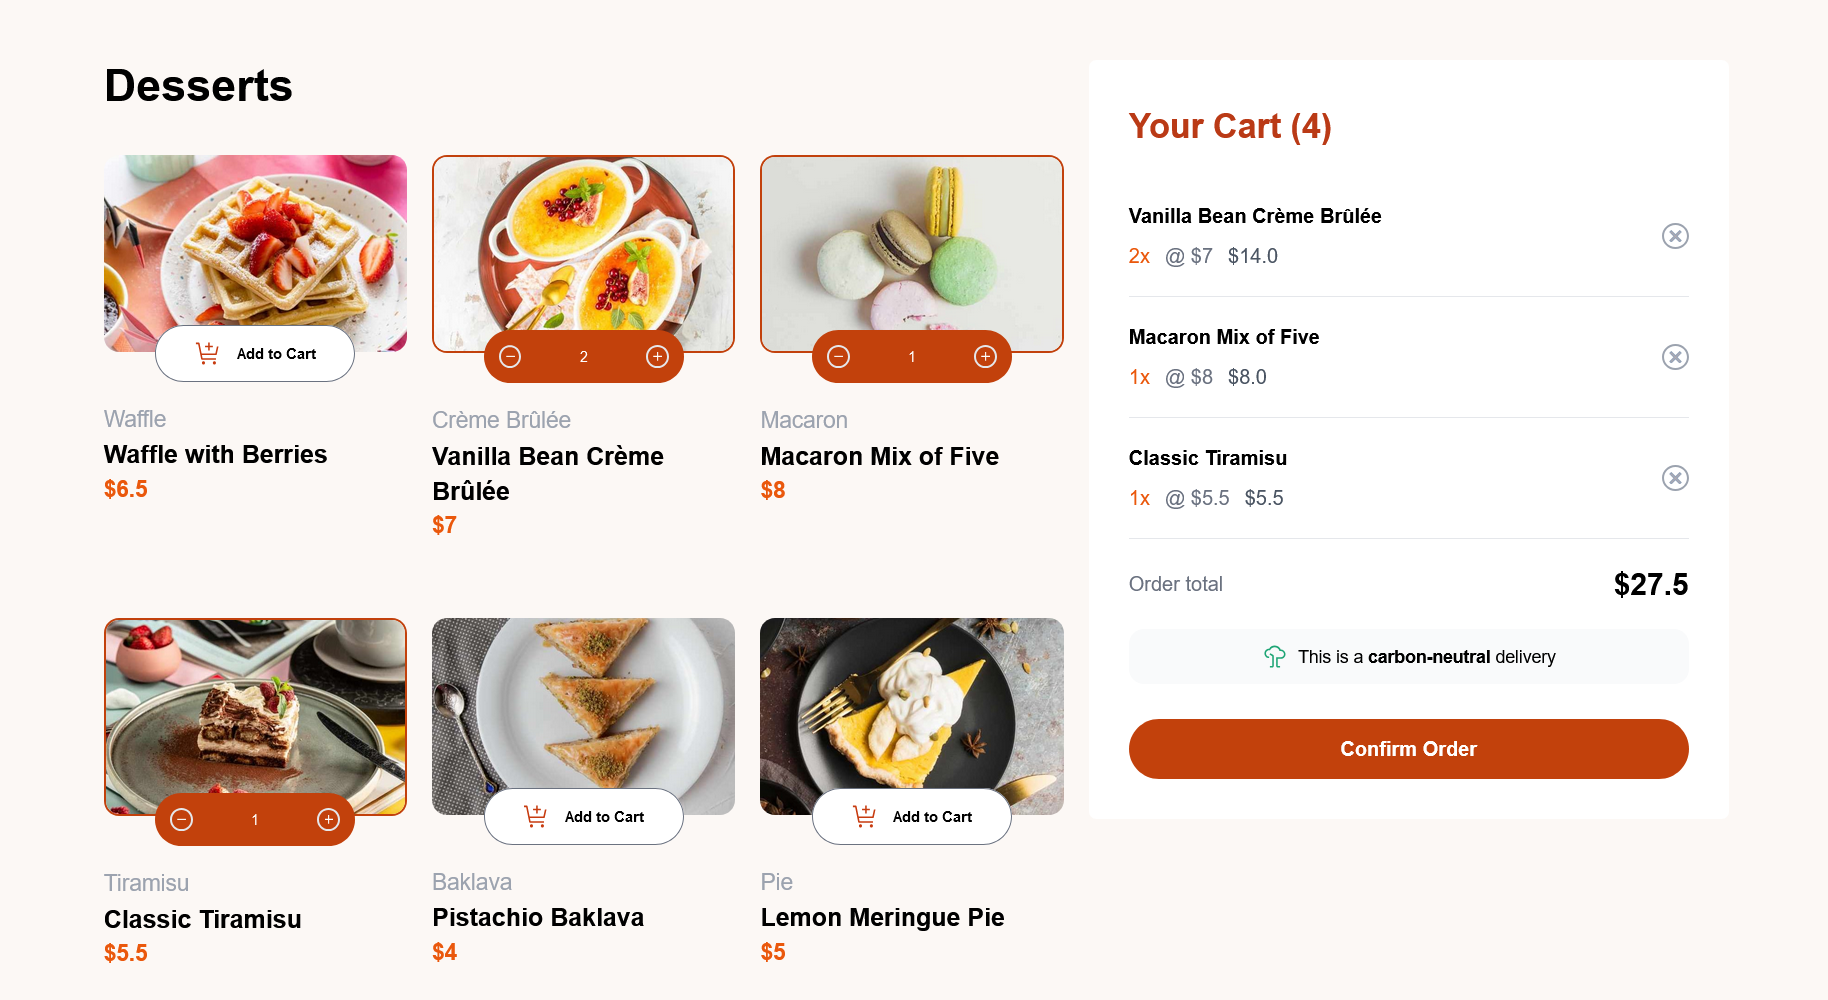 Desserts
Add to Cart
Waffle
Waffle with Berries
$6.5
2
Crème Brûlée
Vanilla Bean Crème
Brûlée
$7
1
Macaron
Macaron Mix of Five
$8
1
Tiramisu
Classic Tiramisu
$5.5
Add to Cart
Baklava
Pistachio Baklava
$4
Add to Cart
Pie
Lemon Meringue Pie
$5
Your Cart (4)
Vanilla Bean Crème Brûlée
2x @ $7 $14.0
Macaron Mix of Five
1x @ $8 $8.0
Classic Tiramisu
1x @ $5.5 $5.5
Order total $27.5
This is a carbon-neutral delivery
Confirm Order